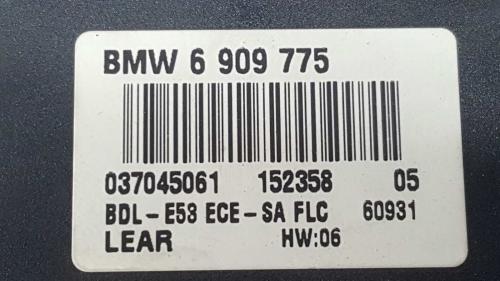 BMW 6 909 775
037045061 152358 05
BDL-E53 ECE-SA FLC 60931
LEAR HW:06